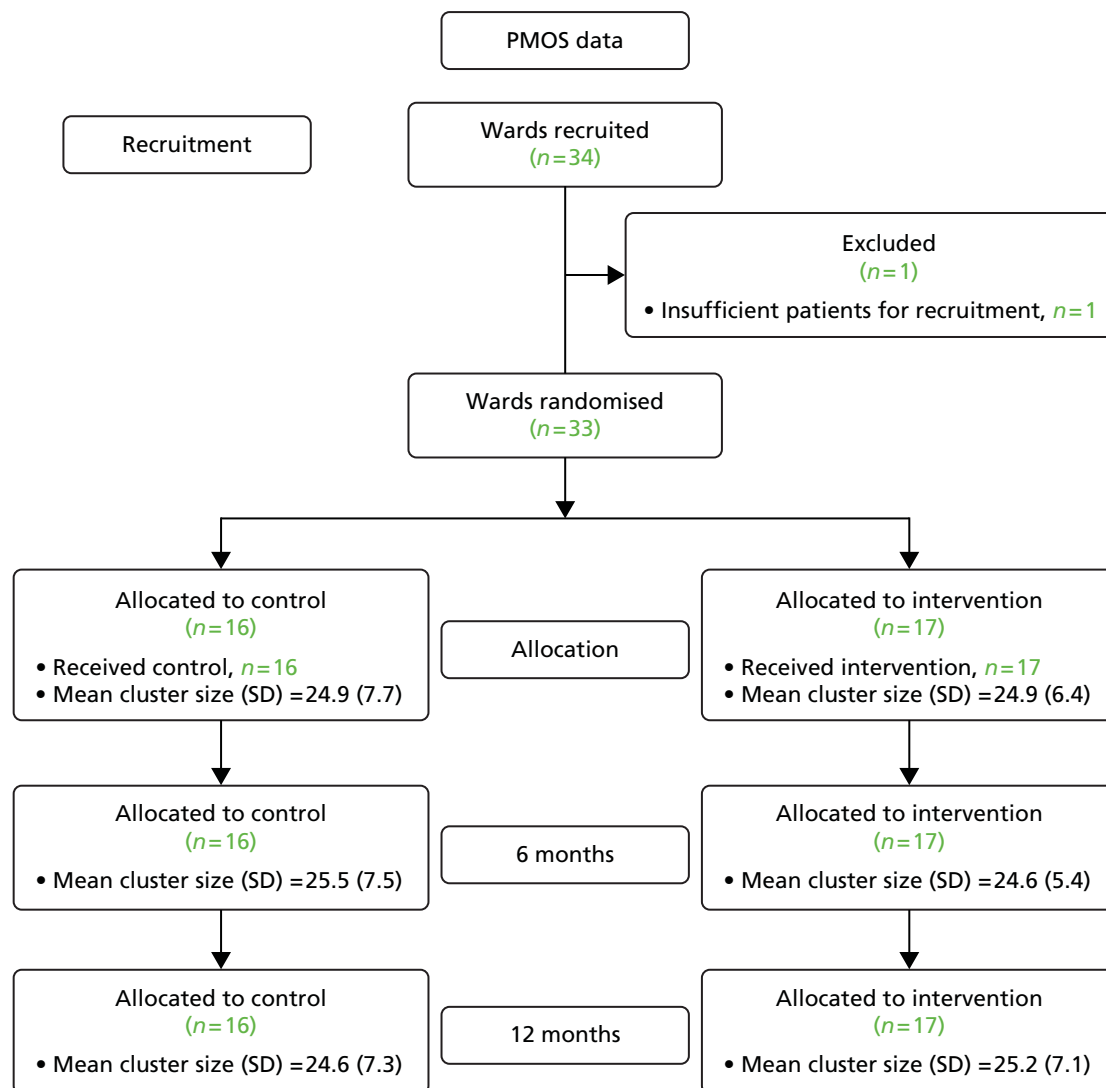 PMOS data
Recruitment
Wards recruited
(n=34)
Excluded
(n=1)
• Insufficient patients for recruitment, n=1
Wards randomised
(n=33)
Allocated to control
(n=16)
• Received control, n=16
• Mean cluster size (SD) =24.9 (7.7)
Allocation
Allocated to intervention
(n=17)
• Received intervention, n=17
• Mean cluster size (SD) =24.9 (6.4)
Allocated to control
(n=16)
• Mean cluster size (SD) =25.5 (7.5)
6 months
Allocated to intervention
(n=17)
• Mean cluster size (SD) =24.6 (5.4)
Allocated to control
(n=16)
• Mean cluster size (SD) =24.6 (7.3)
12 months
Allocated to intervention
(n=17)
• Mean cluster size (SD) =25.2 (7.1)